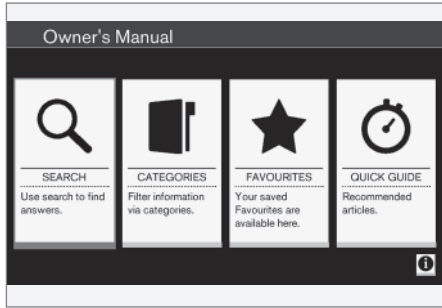 Owner's Manual
SEARCH
Use search to find
answers.
CATEGORIES
Filter information
via categories.
FAVOURITES
Your saved
Favourites are
available here.
QUICK GUIDE
Recommended
articles.
i